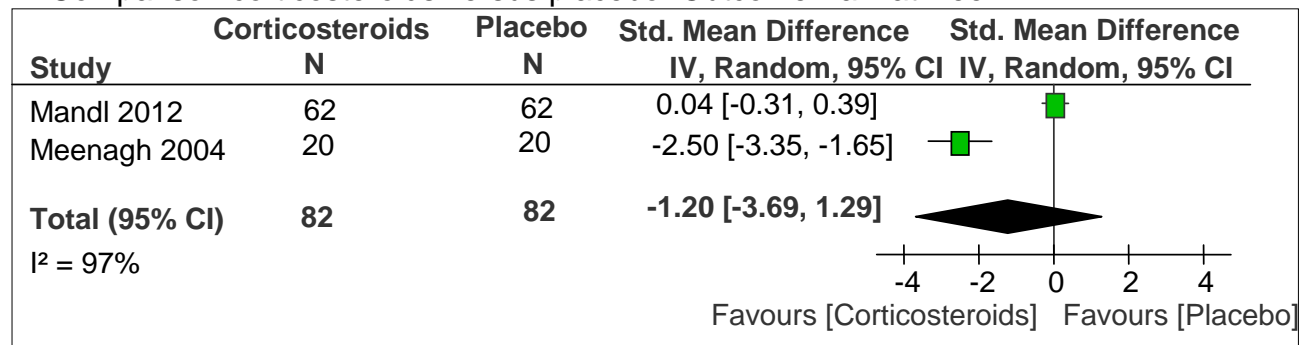 Corticosteroids Placebo Std. Mean Difference Std. Mean Difference
Study N N IV, Random, 95% CI IV, Random, 95% CI
Mandl 2012 62 62 0.04 [-0.31, 0.39]
Meenagh 2004 20 20 -2.50 [-3.35, -1.65]
Total (95% CI) 82 82 -1.20 [-3.69, 1.29]
I² = 97%
-4 -2 0 2 4
Favours [Corticosteroids] Favours [Placebo]